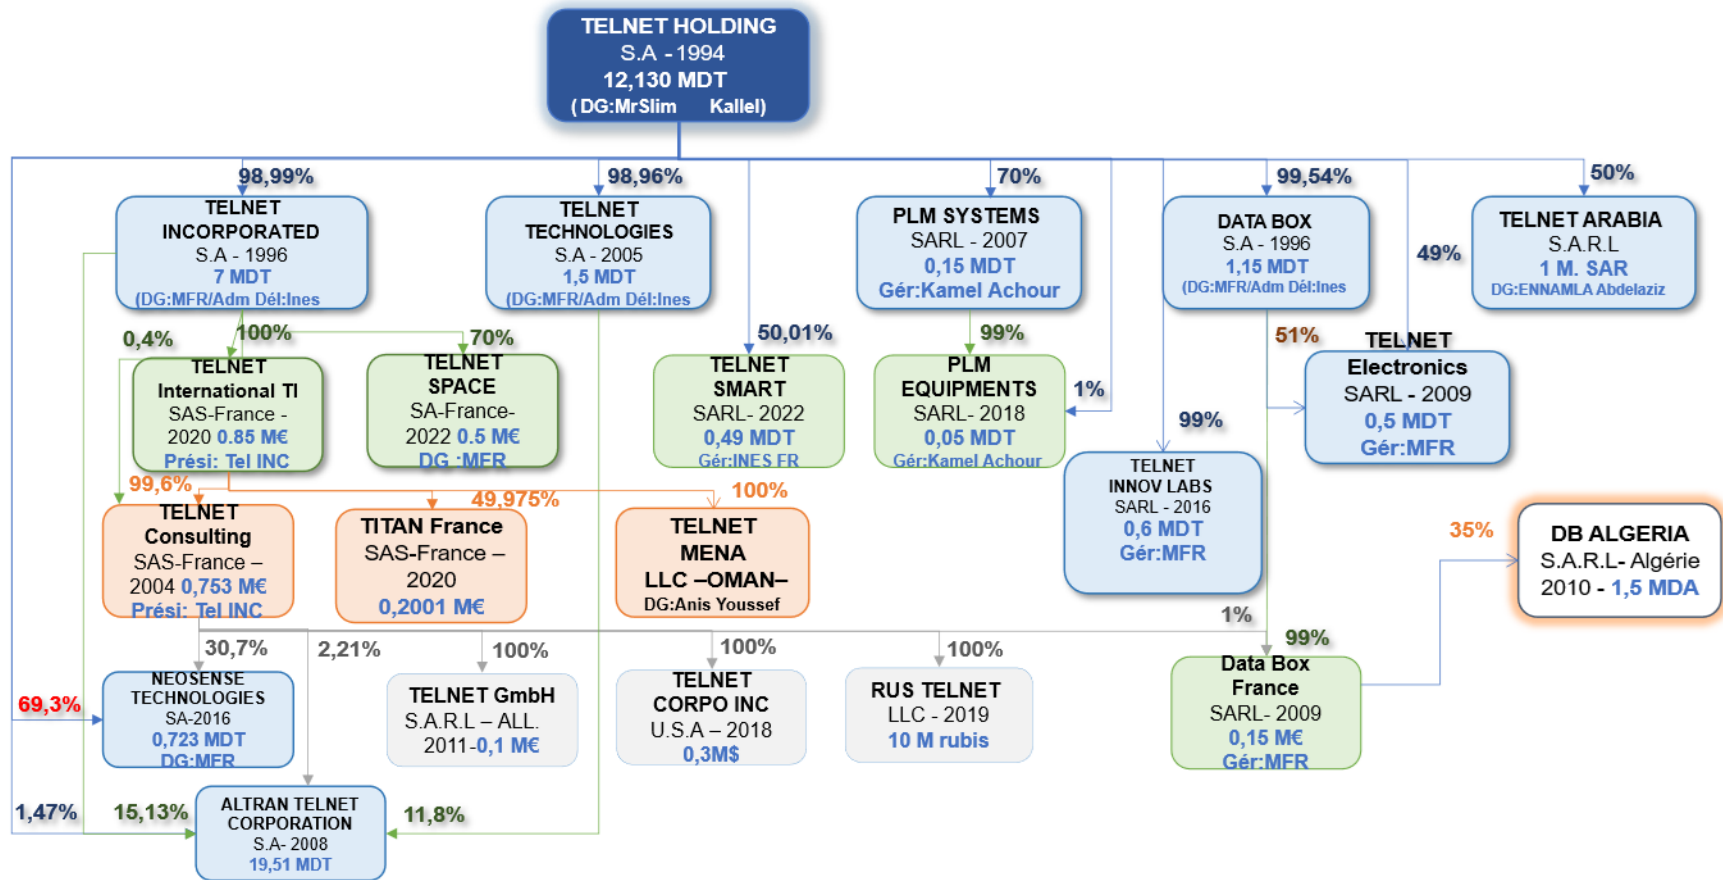 TELNET HOLDING
S.A - 1994
12,130 MDT
( DG:MrSlim Kallel)
98,99%
98,96%
70%
99,54%
50%
TELNET
INCORPORATED
S.A - 1996
7 MDT
(DG:MFR/Adm Dél:Ines
TELNET
TECHNOLOGIES
S.A - 2005
1,5 MDT
(DG:MFR/Adm Dél:Ines
PLM SYSTEMS
SARL - 2007
0,15 MDT
Gér:Kamel Achour
DATA BOX
S.A - 1996
1,15 MDT
(DG:MFR/Adm Dél:Ines
49%
TELNET ARABIA
S.A.R.L
1 M. SAR
DG:ENNAMLA Abdelaziz
0,4%
100%
70%
50,01%
99%
51%
TELNET
International TI
SAS-France -
2020 0.85 M€
Prési: Tel INC
TELNET
SPACE
SA-France-
2022 0.5 M€
DG :MFR
TELNET
SMART
SARL- 2022
0,49 MDT
Gér:INES FR
PLM
EQUIPMENTS
SARL- 2018
0,05 MDT
Gér:Kamel Achour
1%
99%
TELNET
Electronics
SARL - 2009
0,5 MDT
Gér:MFR
TELNET
INNOV LABS
SARL - 2016
0,6 MDT
Gér:MFR
99,6%
49,975%
100%
TELNET
Consulting
SAS-France –
2004 0,753 M€
Prési: Tel INC
TITAN France
SAS-France –
2020
0,2001 M€
TELNET
MENA
LLC –OMAN–
DG:Anis Youssef
35%
DB ALGERIA
S.A.R.L- Algérie
2010 - 1,5 MDA
30,7%
2,21%
100%
100%
100%
1%
99%
69,3%
NEOSENSE
TECHNOLOGIES
SA-2016
0,723 MDT
DG:MFR
TELNET GmbH
S.A.R.L – ALL.
2011-0,1 M€
TELNET
CORPO INC
U.S.A – 2018
0,3M$
RUS TELNET
LLC - 2019
10 M rubis
Data Box
France
SARL- 2009
0,15 M€
Gér:MFR
1,47%
15,13%
11,8%
ALTRAN TELNET
CORPORATION
S.A- 2008
19,51 MDT